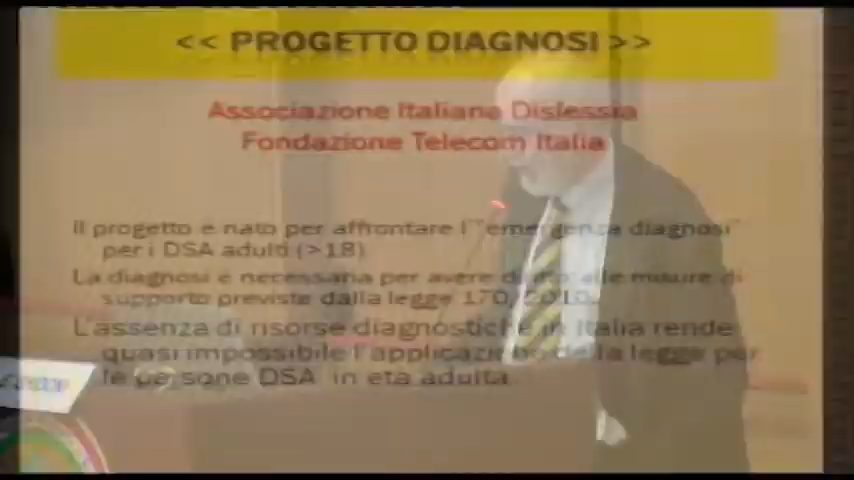 << PROGETTO DIAGNOSI >>
Associazione Italiana Dislessia
Fondazione Telecom Italia
Il progetto è nato per affrontare l'"emergenza diagnosi"
per i DSA adulti (>18)
La diagnosi è necessaria per avere diritto alle misure di
supporto previste dalla legge 170/2010.
L'assenza di risorse diagnostiche in Italia rende
quasi impossibile l'applicazione della legge per
le persone DSA in età adulta.